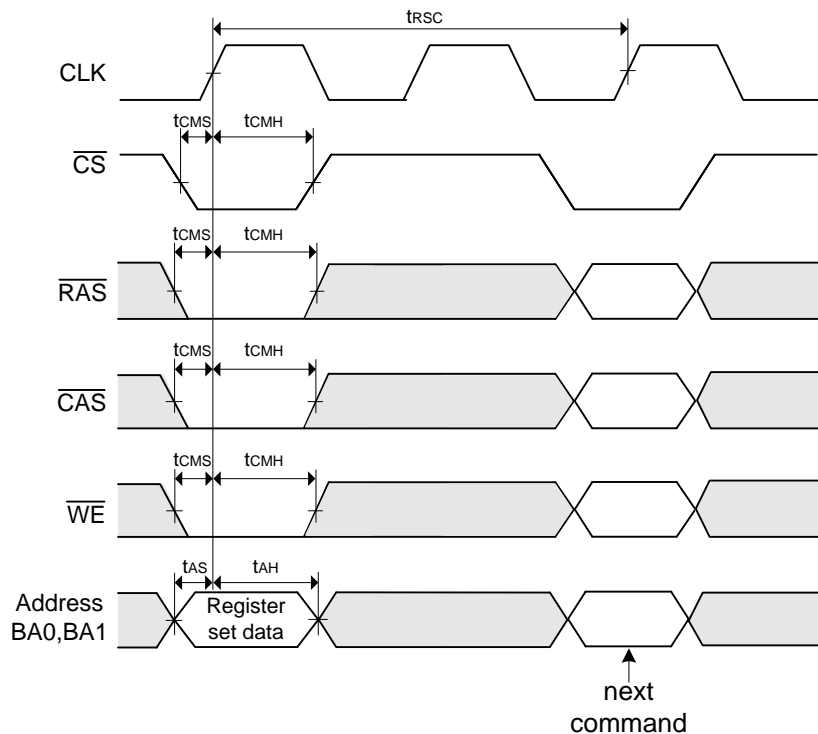 tRSC
CLK
tCMS tCMH
CS
tCMS tCMH
RAS
tCMS tCMH
CAS
tCMS tCMH
WE
tAS tAH
Address
BA0,BA1
Register
set data
next
command